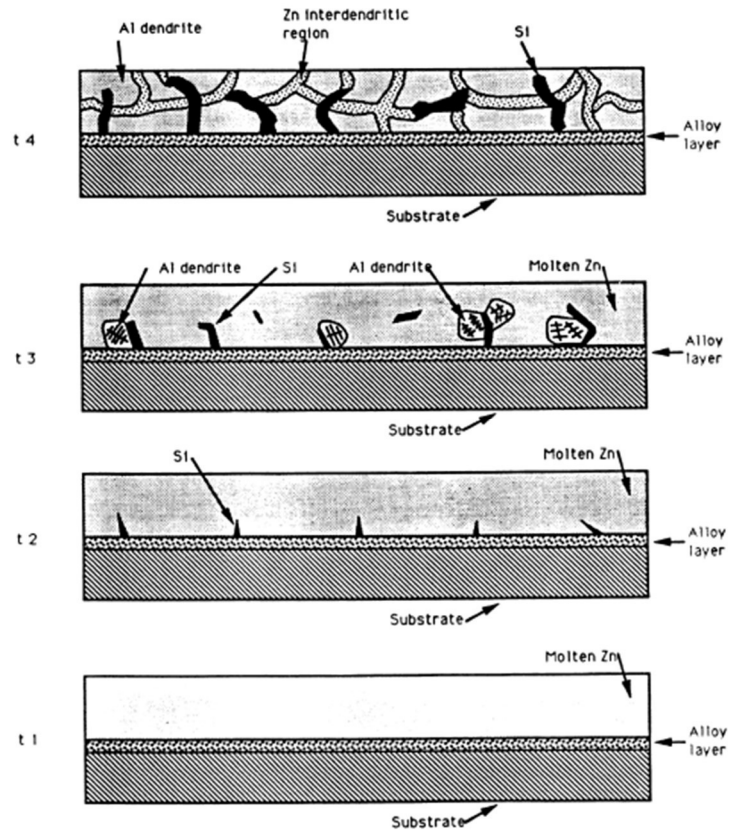 Al dendrite
Zn interdendritic
region
Si
t 4
Alloy
layer
Substrate
Al dendrite
Si
Al dendrite
Molten Zn
t 3
Alloy
layer
Substrate
Si
Molten Zn
t 2
Alloy
layer
Substrate
Molten Zn
t 1
Alloy
layer
Substrate